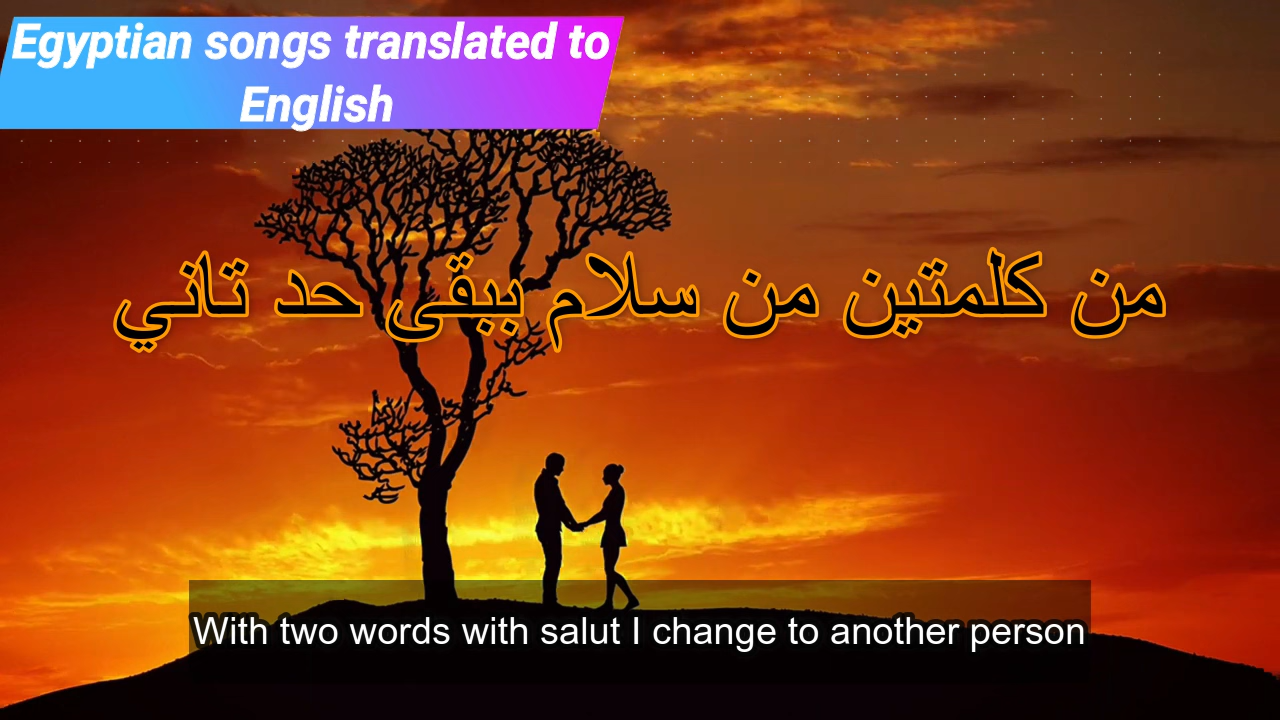 Egyptian songs translated to
English
من كلمتين من سلام ببقى حد تاني
With two words with salut I change to another person